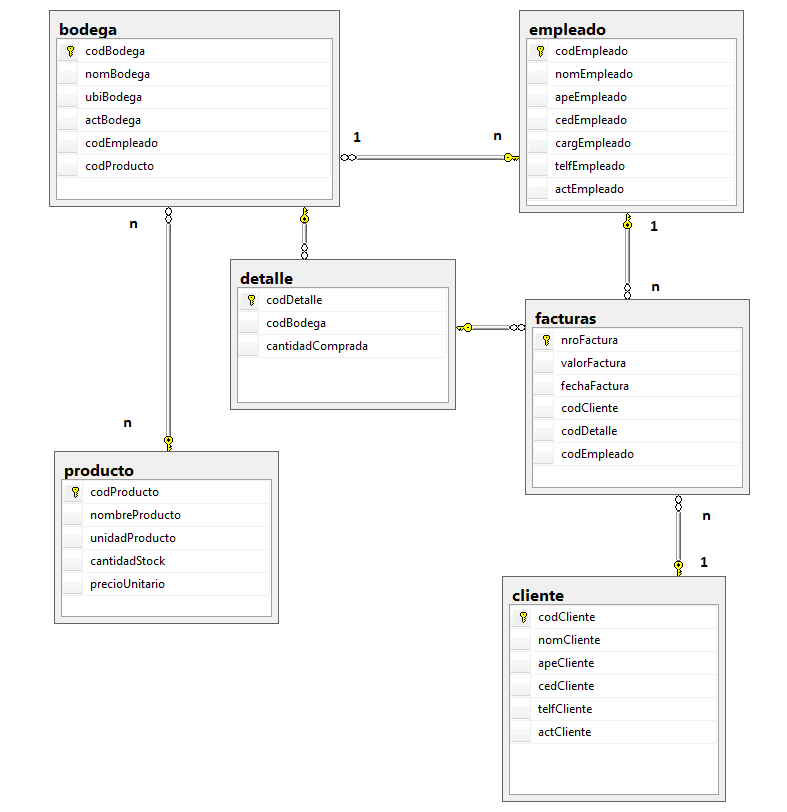 bodega
codBodega
nomBodega
ubiBodega
actBodega
codEmpleado
codProducto
empleado
codEmpleado
nomEmpleado
apeEmpleado
cedEmpleado
cargEmpleado
telfEmpleado
actEmpleado
1
n
n
1
n
detalle
codDetalle
codBodega
cantidadComprada
facturas
nroFactura
valorFactura
fechaFactura
codCliente
codDetalle
codEmpleado
n
producto
codProducto
nombreProducto
unidadProducto
cantidadStock
precioUnitario
n
1
cliente
codCliente
nomCliente
apeCliente
cedCliente
telfCliente
actCliente